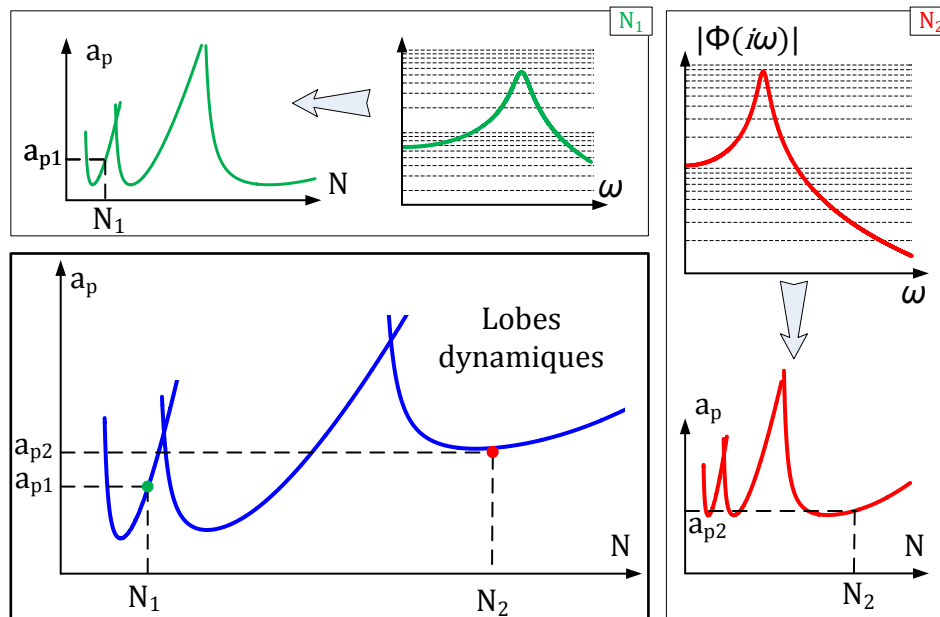 N₁
aₚ
aₚ₁
N
N₁
ω
N₂
|Φ(iω)|
ω
aₚ
Lobes
dynamiques
aₚ₂
aₚ₁
N
N₁
N₂
aₚ
aₚ₂
N
N₂